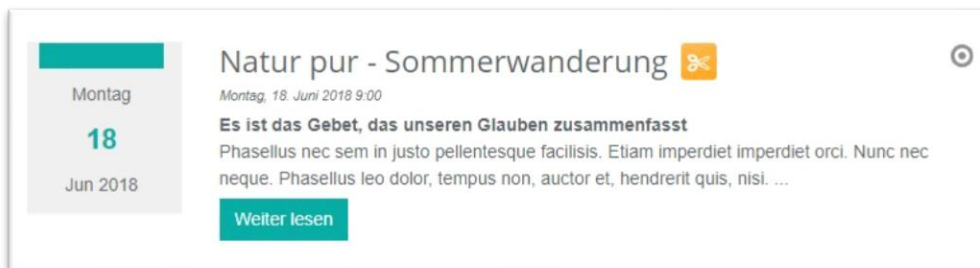 Montag
18
Jun 2018
Natur pur - Sommerwanderung
Montag, 18. Juni 2018 9:00
Es ist das Gebet, das unseren Glauben zusammenfasst
Phasellus nec sem in justo pellentesque facilisis. Etiam imperdiet imperdiet orci. Nunc nec
neque. Phasellus leo dolor, tempus non, auctor et, hendrerit quis, nisi. ...
Weiter lesen